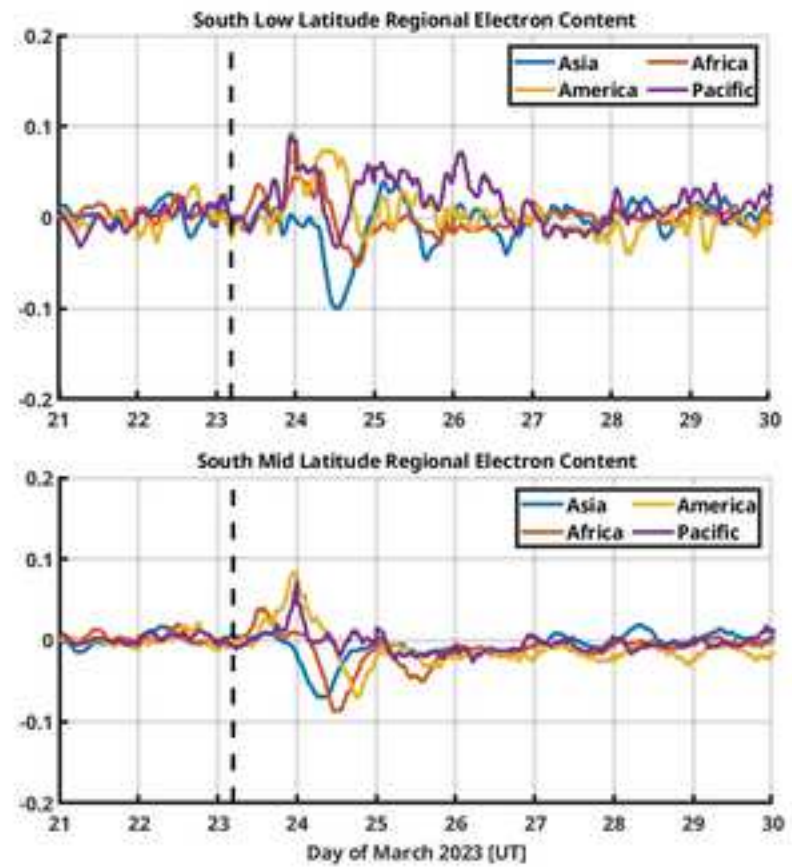 South Low Latitude Regional Electron Content
0.2
Asia Africa
America Pacific
0.1
0
-0.1
-0.2
21 22 23 24 25 26 27 28 29 30
South Mid Latitude Regional Electron Content
0.2
Asia America
Africa Pacific
0.1
0
-0.1
-0.2
21 22 23 24 25 26 27 28 29 30
Day of March 2023 [UT]